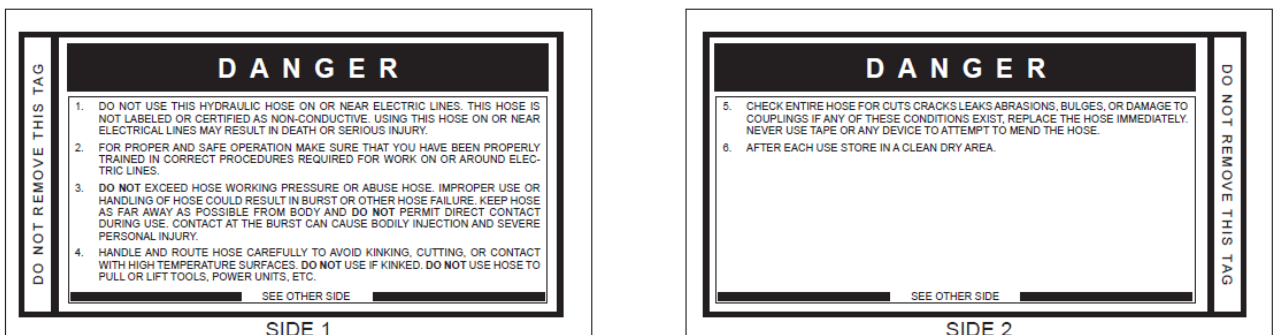 DO NOT REMOVE THIS TAG
DANGER
1. DO NOT USE THIS HYDRAULIC HOSE ON OR NEAR ELECTRIC LINES. THIS HOSE IS
NOT LABELED OR CERTIFIED AS NON-CONDUCTIVE. USING THIS HOSE ON OR NEAR
ELECTRICAL LINES MAY RESULT IN DEATH OR SERIOUS INJURY.
2. FOR PROPER AND SAFE OPERATION MAKE SURE THAT YOU HAVE BEEN PROPERLY
TRAINED IN CORRECT PROCEDURES REQUIRED FOR WORK ON OR AROUND ELEC-
TRIC LINES.
3. DO NOT EXCEED HOSE WORKING PRESSURE OR ABUSE HOSE. IMPROPER USE OR
HANDLING OF HOSE COULD RESULT IN BURST OR OTHER HOSE FAILURE. KEEP HOSE
AS FAR AWAY AS POSSIBLE FROM BODY AND DO NOT PERMIT DIRECT CONTACT
DURING USE. CONTACT AT THE BURST CAN CAUSE BODILY INJECTION AND SEVERE
PERSONAL INJURY.
4. HANDLE AND ROUTE HOSE CAREFULLY TO AVOID KINKING, CUTTING, OR CONTACT
WITH HIGH TEMPERATURE SURFACES. DO NOT USE IF KINKED. DO NOT USE HOSE TO
PULL OR LIFT TOOLS, POWER UNITS, ETC.
SEE OTHER SIDE
SIDE 1
DANGER
5. CHECK ENTIRE HOSE FOR CUTS CRACKS LEAKS ABRASIONS, BULGES, OR DAMAGE TO
COUPLINGS IF ANY OF THESE CONDITIONS EXIST, REPLACE THE HOSE IMMEDIATELY.
NEVER USE TAPE OR ANY DEVICE TO ATTEMPT TO MEND THE HOSE.
6. AFTER EACH USE STORE IN A CLEAN DRY AREA.
SEE OTHER SIDE
DO NOT REMOVE THIS TAG
SIDE 2